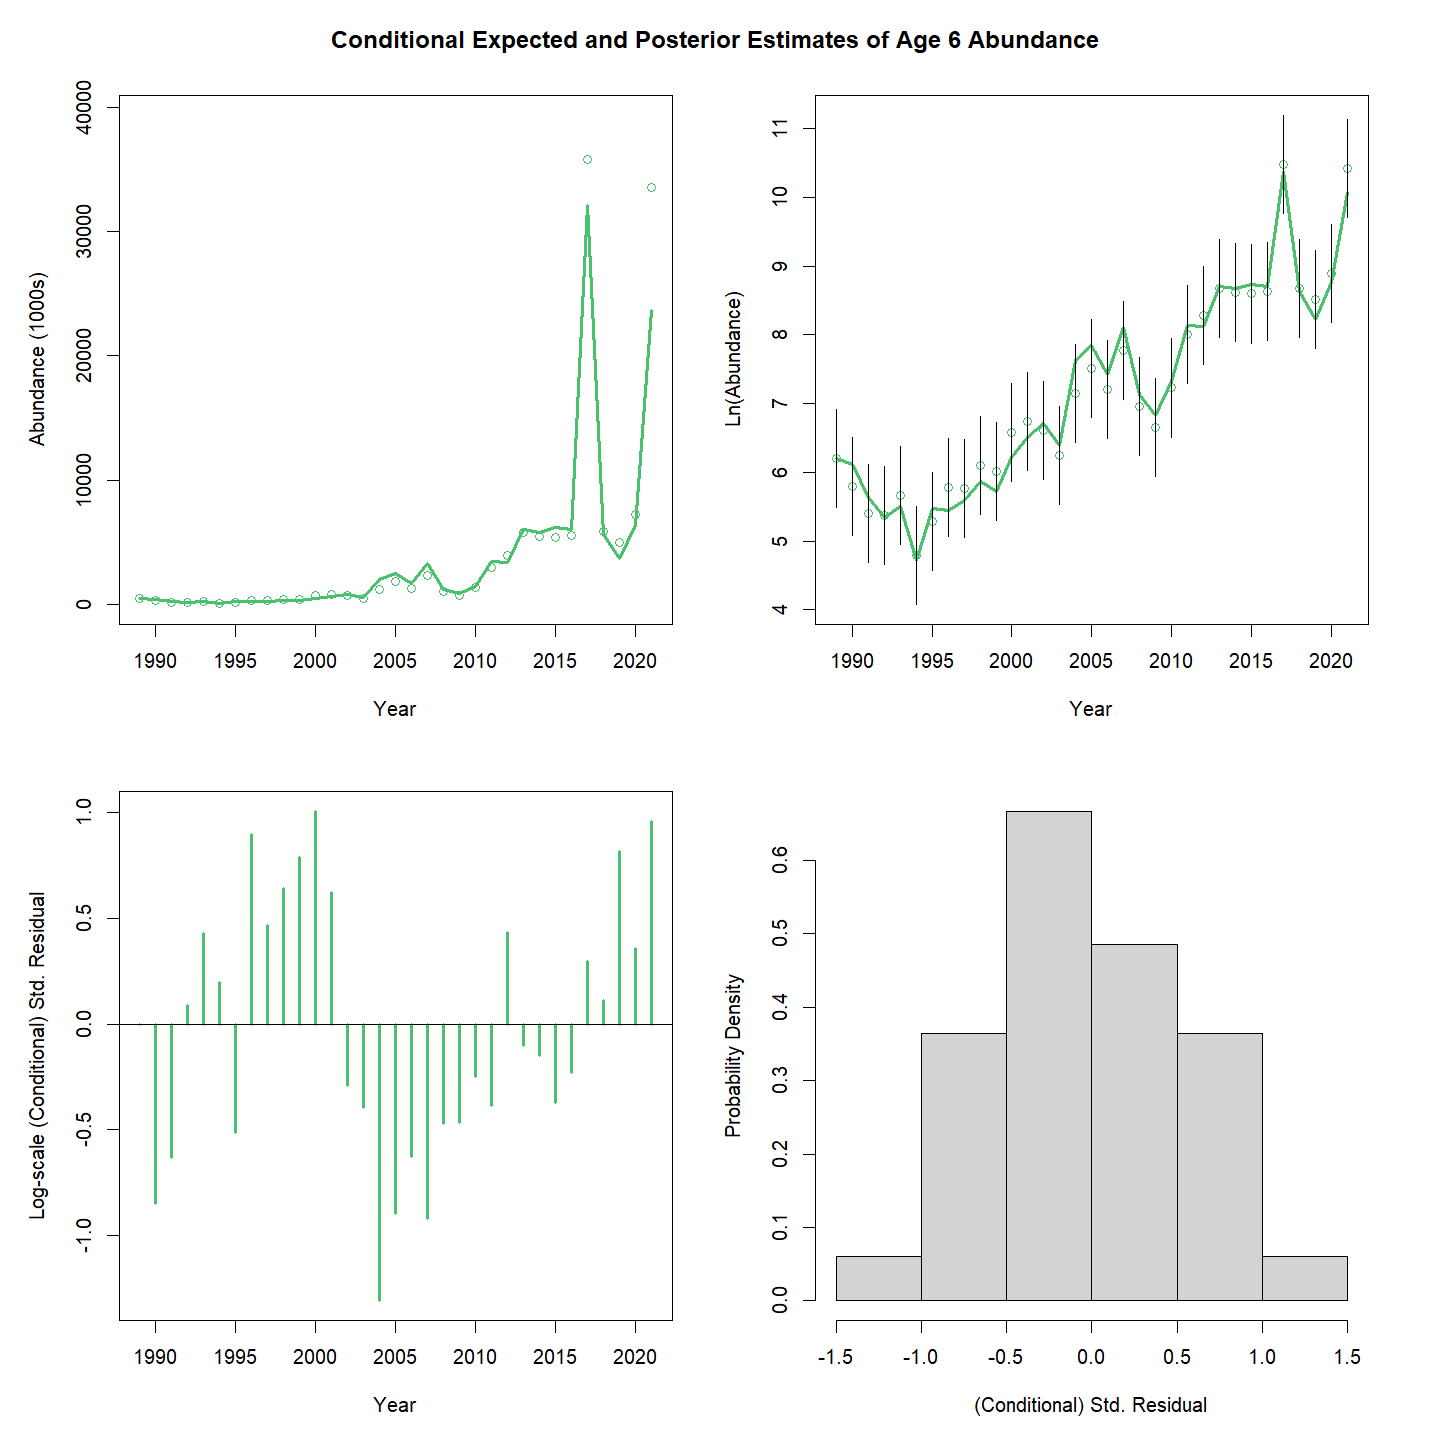 Conditional Expected and Posterior Estimates of Age 6 Abundance
Abundance (1000s)
40000
30000
20000
10000
0
1990 1995 2000 2005 2010 2015 2020
Year
Ln(Abundance)
11
10
9
8
7
6
5
4
1990 1995 2000 2005 2010 2015 2020
Year
Log-scale (Conditional) Std. Residual
1.0
0.5
0.0
-0.5
-1.0
1990 1995 2000 2005 2010 2015 2020
Year
Probability Density
0.6
0.5
0.4
0.3
0.2
0.1
0.0
-1.5 -1.0 -0.5 0.0 0.5 1.0 1.5
(Conditional) Std. Residual